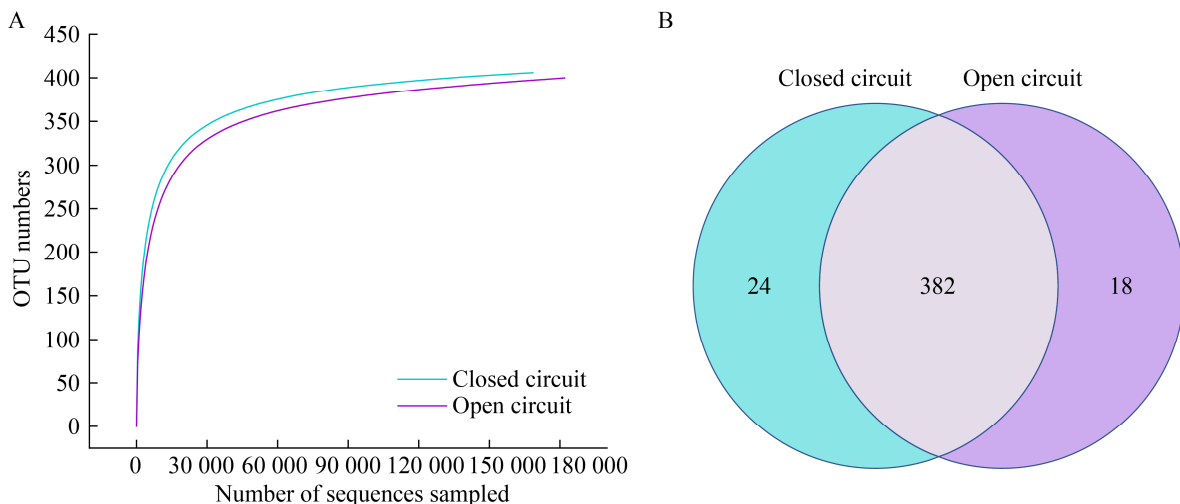 A
450
400
350
300
250
200
150
100
50
0
OTU numbers
Closed circuit
Open circuit
0 30 000 60 000 90 000 120 000 150 000 180 000
Number of sequences sampled
B
Closed circuit Open circuit
24 382 18